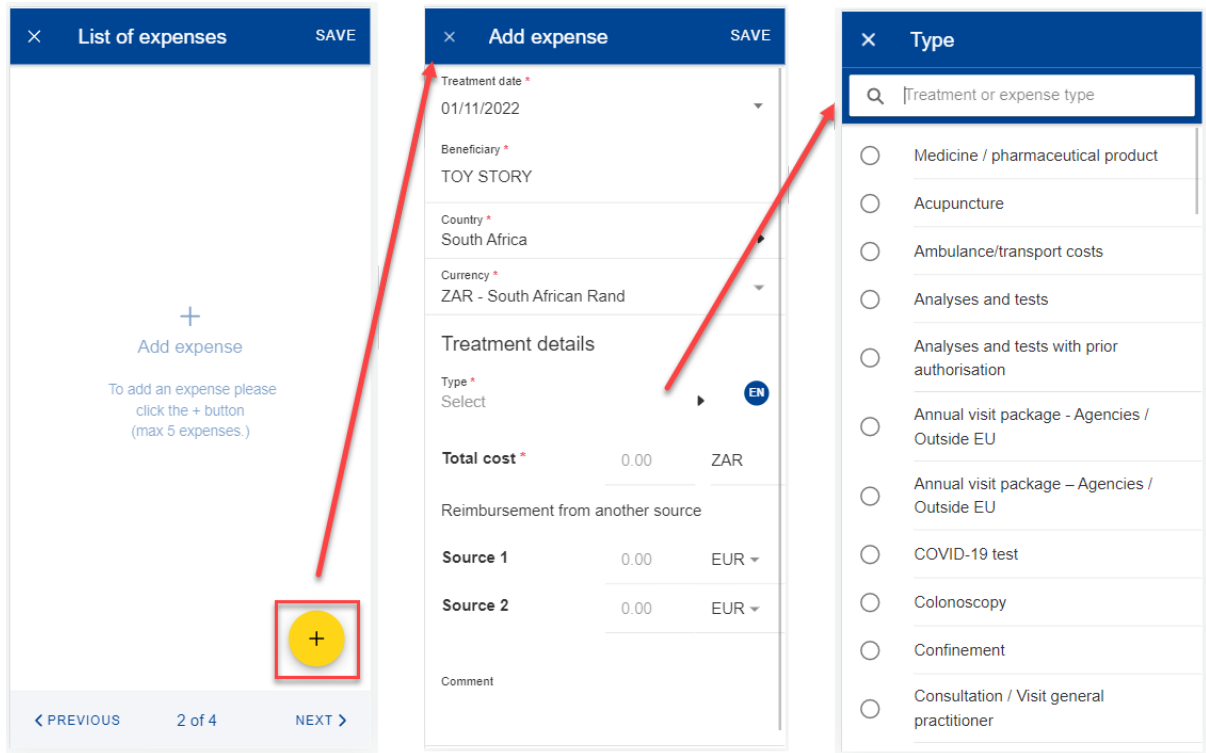 List of expenses SAVE
Add expense
To add an expense please
click the + button
(max 5 expenses.)
+
PREVIOUS 2 of 4 NEXT
Add expense SAVE
Treatment date *
01/11/2022
Beneficiary *
TOY STORY
Country *
South Africa
Currency *
ZAR - South African Rand
Treatment details
Type *
Select EN
Total cost * 0.00 ZAR
Reimbursement from another source
Source 1 0.00 EUR
Source 2 0.00 EUR
Comment
Type
Treatment or expense type
Medicine / pharmaceutical product
Acupuncture
Ambulance/transport costs
Analyses and tests
Analyses and tests with prior
authorisation
Annual visit package - Agencies /
Outside EU
Annual visit package – Agencies /
Outside EU
COVID-19 test
Colonoscopy
Confinement
Consultation / Visit general
practitioner